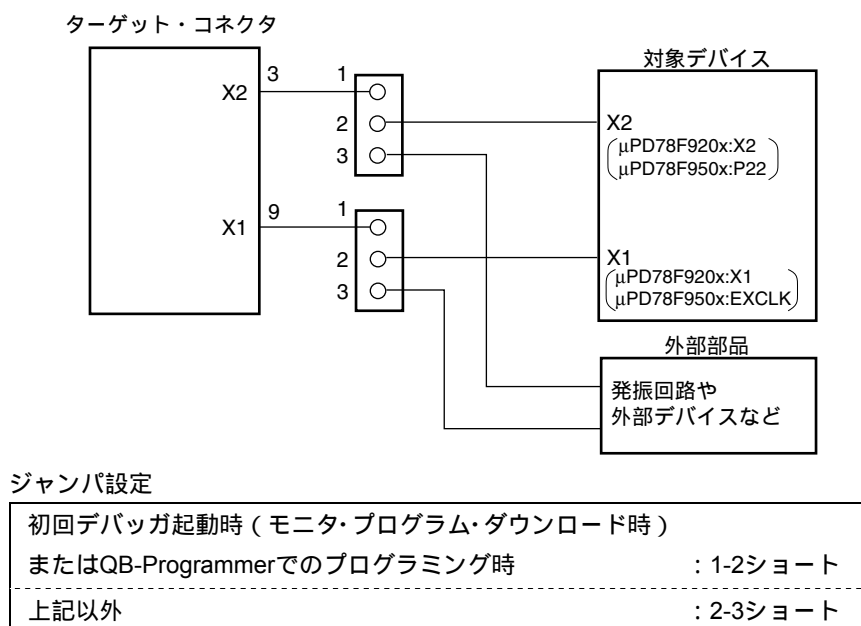 ターゲット・コネクタ
対象デバイス
X2
3
1
2
3
X2
μPD78F920x:X2
μPD78F950x:P22
X1
9
1
2
3
X1
μPD78F920x:X1
μPD78F950x:EXCLK
外部部品
発振回路や
外部デバイスなど
ジャンパ設定
初回デバッガ起動時（モニタ・プログラム・ダウンロード時）
またはQB-Programmerでのプログラミング時 : 1-2ショート
上記以外 : 2-3ショート